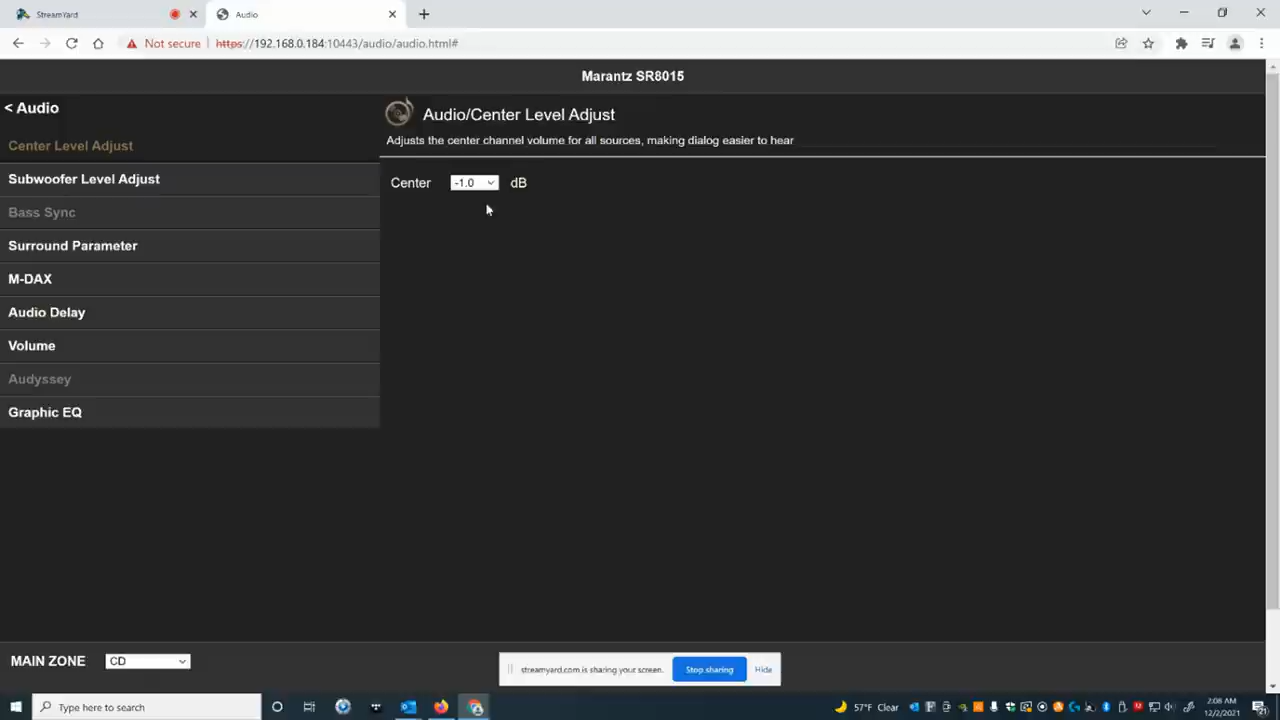 StreamYard
Audio
Not secure
https://192.168.0.184:10443/audio/audio.html#
Marantz SR8015
< Audio
Center Level Adjust
Subwoofer Level Adjust
Bass Sync
Surround Parameter
M-DAX
Audio Delay
Volume
Audyssey
Graphic EQ
Audio/Center Level Adjust
Adjusts the center channel volume for all sources, making dialog easier to hear
Center -1.0 dB
MAIN ZONE CD
streamyard.com is sharing your screen. Stop sharing Hide
Type here to search
57°F Clear
2:08 AM
12/2/2021
21